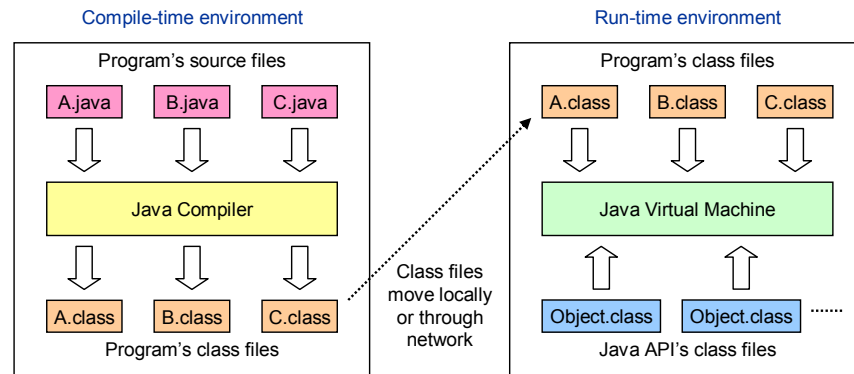 Compile-time environment
Program's source files
A.java
B.java
C.java
Java Compiler
A.class
B.class
C.class
Program's class files
Class files
move locally
or through
network
Run-time environment
Program's class files
A.class
B.class
C.class
Java Virtual Machine
Object.class
Object.class
.......
Java API's class files